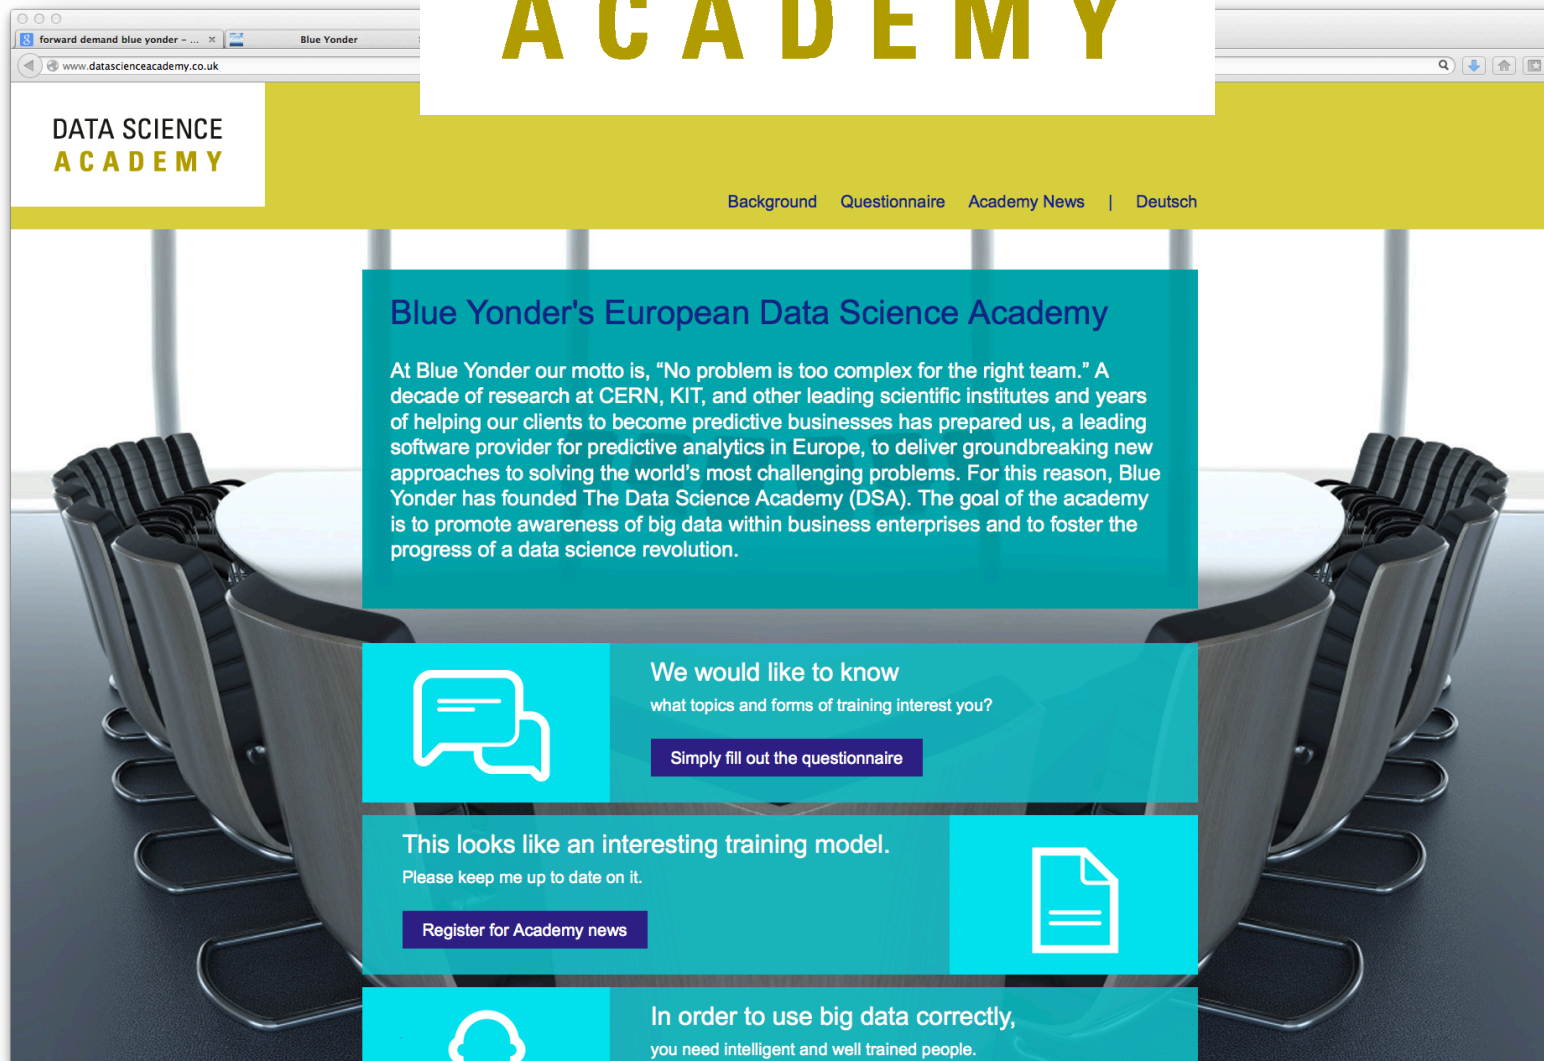 ACADEMY
forward demand blue yonder – ...
Blue Yonder
www.datascienceacademy.co.uk
DATA SCIENCE
ACADEMY
Background Questionnaire Academy News | Deutsch
Blue Yonder's European Data Science Academy
At Blue Yonder our motto is, “No problem is too complex for the right team.” A
decade of research at CERN, KIT, and other leading scientific institutes and years
of helping our clients to become predictive businesses has prepared us, a leading
software provider for predictive analytics in Europe, to deliver groundbreaking new
approaches to solving the world’s most challenging problems. For this reason, Blue
Yonder has founded The Data Science Academy (DSA). The goal of the academy
is to promote awareness of big data within business enterprises and to foster the
progress of a data science revolution.
We would like to know
what topics and forms of training interest you?
Simply fill out the questionnaire
This looks like an interesting training model.
Please keep me up to date on it.
Register for Academy news
In order to use big data correctly,
you need intelligent and well trained people.